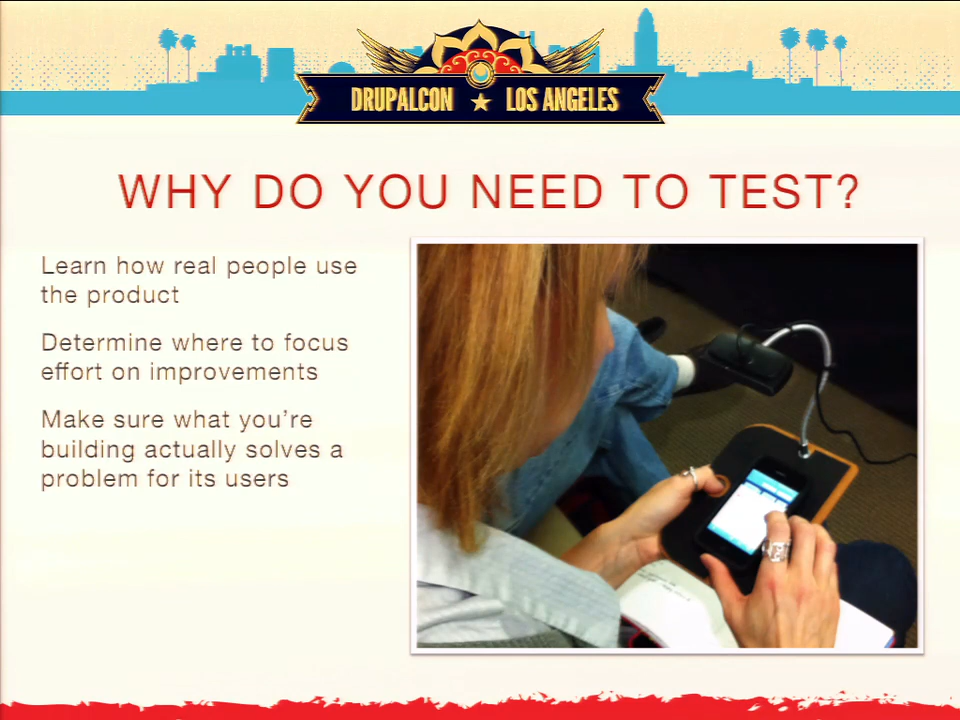 DRUPALCON ★ LOS ANGELES
WHY DO YOU NEED TO TEST?
Learn how real people use
the product
Determine where to focus
effort on improvements
Make sure what you're
building actually solves a
problem for its users